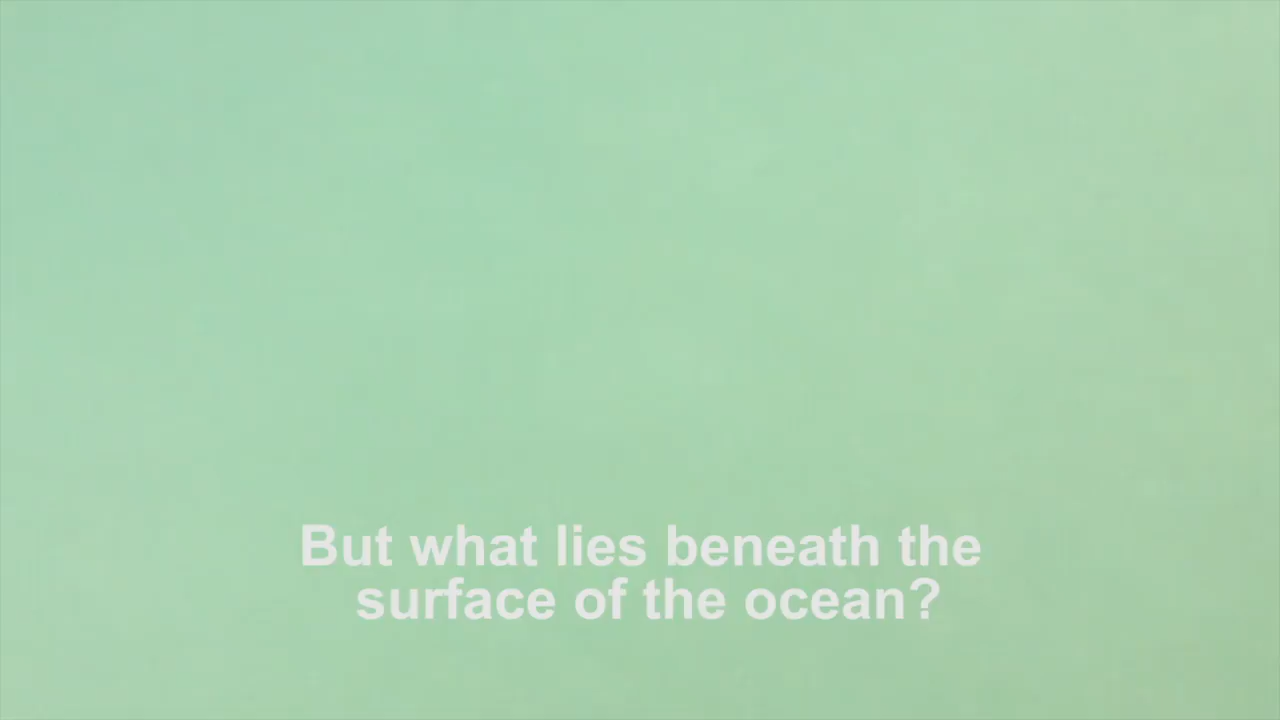 But what lies beneath the
surface of the ocean?